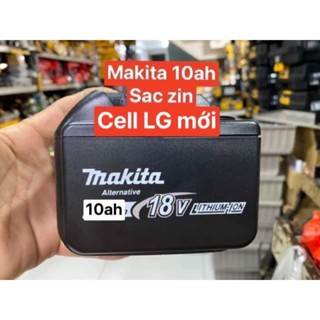 Makita 10ah
Sac zin
Cell LG mới
makita
Alternative
10ah
18V
LITHIUM-ION